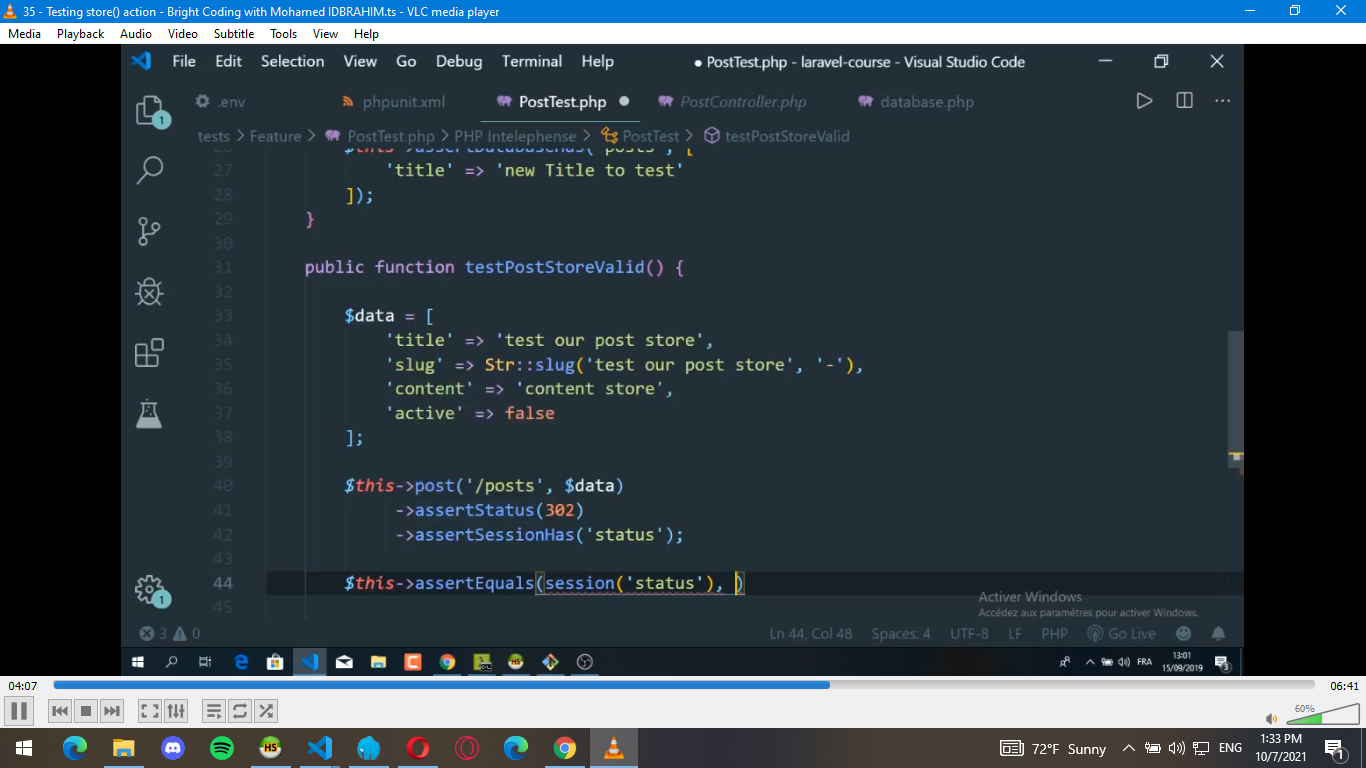 35 - Testing store() action - Bright Coding with Mohamed IDBRAHIM.ts - VLC media player
Media Playback Audio Video Subtitle Tools View Help
File Edit Selection View Go Debug Terminal Help ● PostTest.php - laravel-course - Visual Studio Code
.env phpunit.xml PostTest.php PostController.php database.php
tests > Feature > PostTest.php > PHP Intelephense > PostTest > testPostStoreValid
26 $this->assertDatabaseHas('posts', [
27 'title' => 'new Title to test'
28 ]);
29 }
30
31 public function testPostStoreValid() {
32
33 $data = [
34 'title' => 'test our post store',
35 'slug' => Str::slug('test our post store', '-'),
36 'content' => 'content store',
37 'active' => false
38 ];
39
40 $this->post('/posts', $data)
41 ->assertStatus(302)
42 ->assertSessionHas('status');
43
44 $this->assertEquals(session('status'), )
45
Activer Windows
Accédez aux paramètres pour activer Windows.
3 0 Ln 44, Col 48 Spaces: 4 UTF-8 LF PHP Go Live
FRA 13:01
15/09/2019
3
04:07 06:41
60%
72°F Sunny ENG 1:33 PM
10/7/2021
1